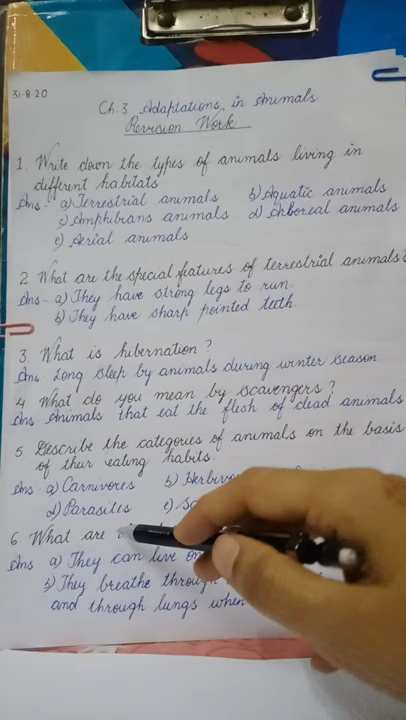 31-8-20
Ch.3 Adaptations in Animals
Revision Work
1 Write down the types of animals living in
different habitats
Ans- a) Terrestrial animals b) Aquatic animals
c) Amphibians animals d) Arboreal animals
e) Aerial animals
2 What are the special features of terrestrial animals?
Ans- a) They have strong legs to run.
b) They have sharp pointed teeth.
3 What is hibernation?
Ans- Long sleep by animals during winter season
4 What do you mean by scavengers?
Ans Animals that eat the flesh of dead animals
5 Describe the categories of animals on the basis
of their eating habits.
Ans- a) Carnivores b)
d) Parasites e)
6 What are
Ans a) They can live on
b) They breathe through
and through lungs when